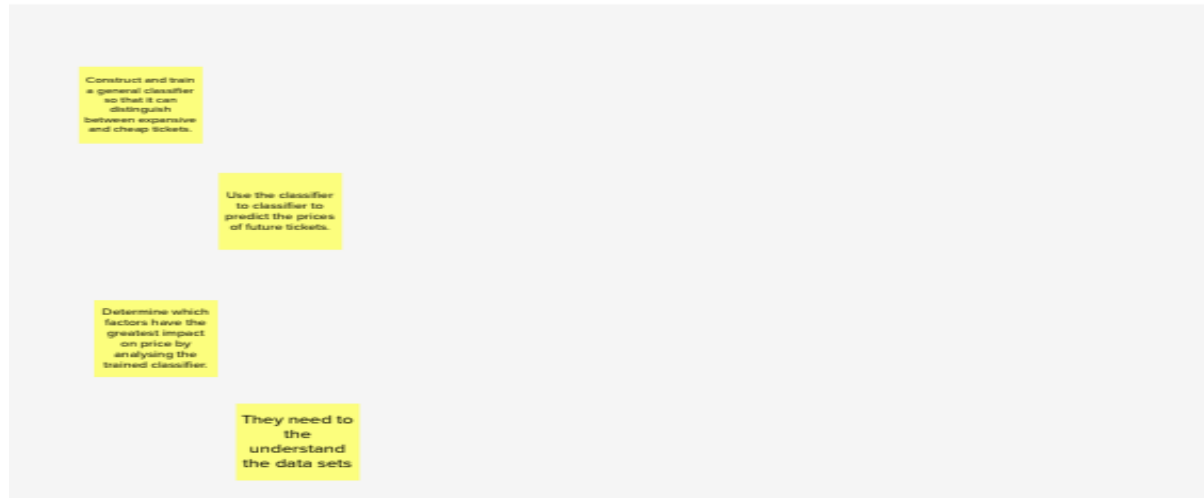 Construct and train
a general classifier
so that it can
distinguish
between expansive
and cheap tickets.
Use the classifier
to classifier to
predict the prices
of future tickets.
Determine which
factors have the
greatest impact
on price by
analysing the
trained classifier.
They need to
the
understand
the data sets